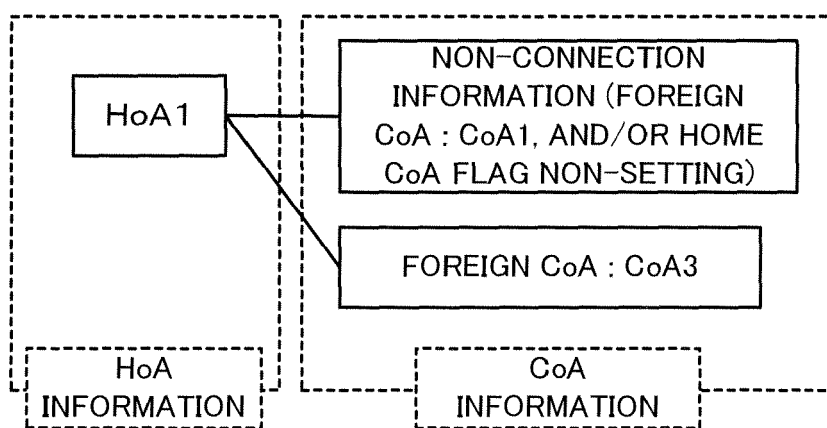 HoA1
NON-CONNECTION
INFORMATION (FOREIGN
CoA : CoA1, AND/OR HOME
CoA FLAG NON-SETTING)
FOREIGN CoA : CoA3
HoA
INFORMATION
CoA
INFORMATION